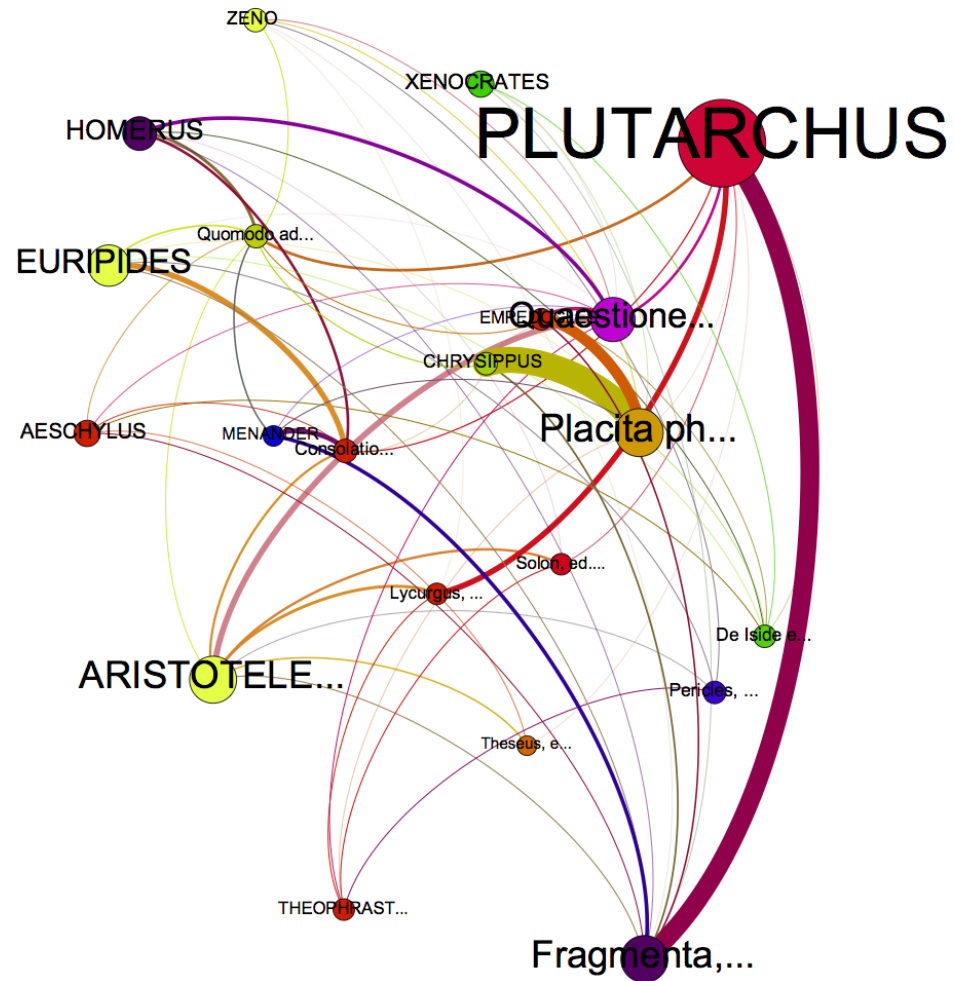 ZENO
XENOCRATES
PLUTARCHUS
HOMERUS
Quomodo ad...
EURIPIDES
Quaestione...
CHRYSIPPUS
Placita ph...
AESCHYLUS
MENANDER
Consolatio...
Solon, ed....
Lycurgus, ...
De Iside e...
ARISTOTELE...
Pericles, ...
Theseus, e...
THEOPHRAST...
Fragmenta,...